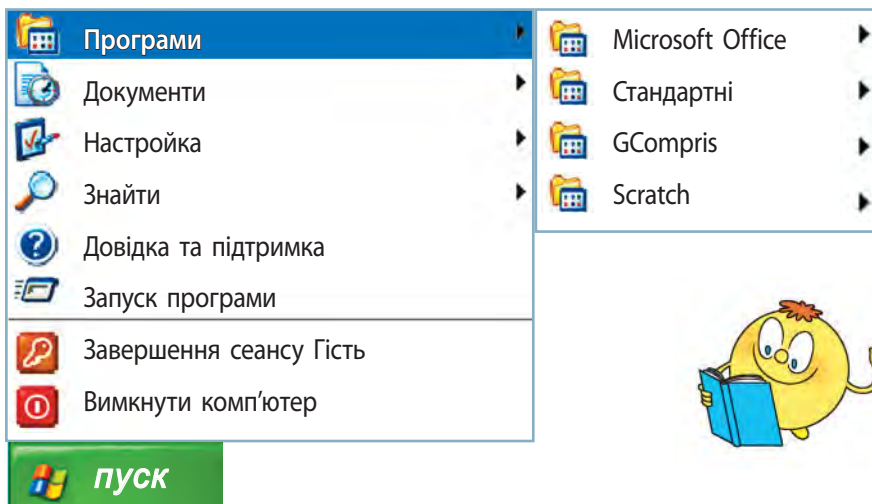 Програми
Документи
Настройка
Знайти
Довідка та підтримка
Запуск програми
Завершення сеансу Гість
Вимкнути комп'ютер
пуск
Microsoft Office
Стандартні
GCompris
Scratch